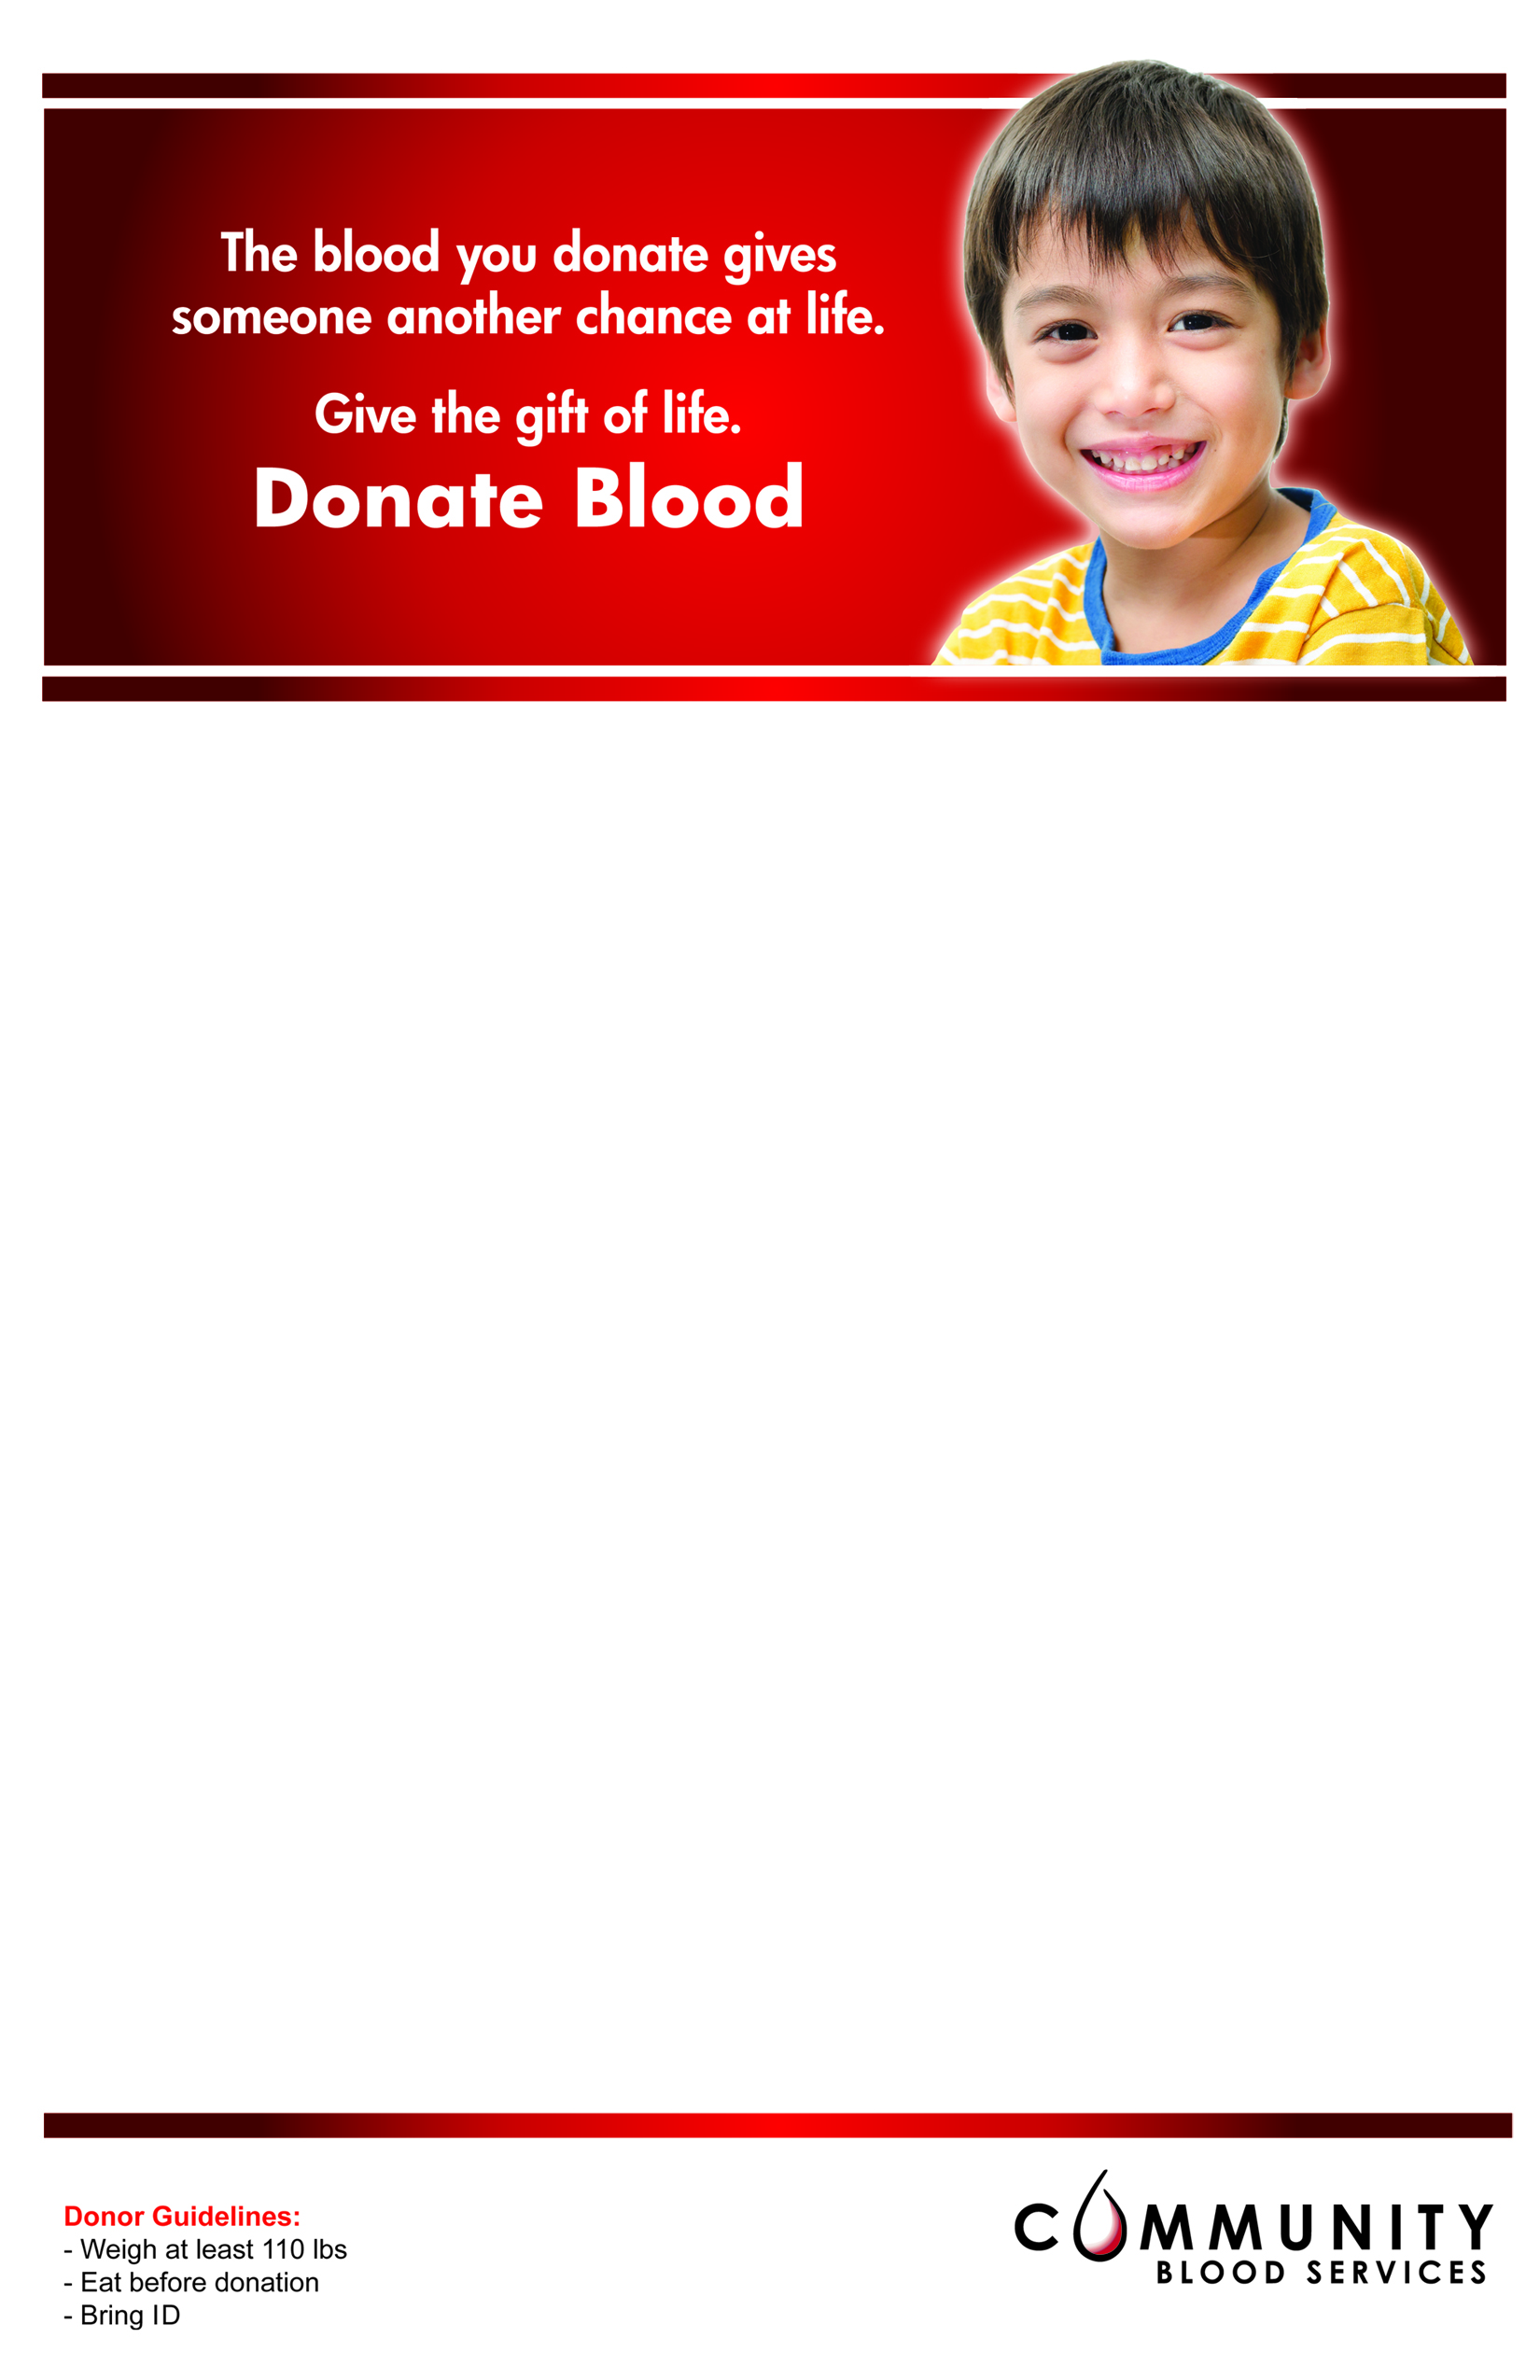 The blood you donate gives
someone another chance at life.
Give the gift of life.
Donate Blood
Donor Guidelines:
- Weigh at least 110 lbs
- Eat before donation
- Bring ID
COMMUNITY
BLOOD SERVICES